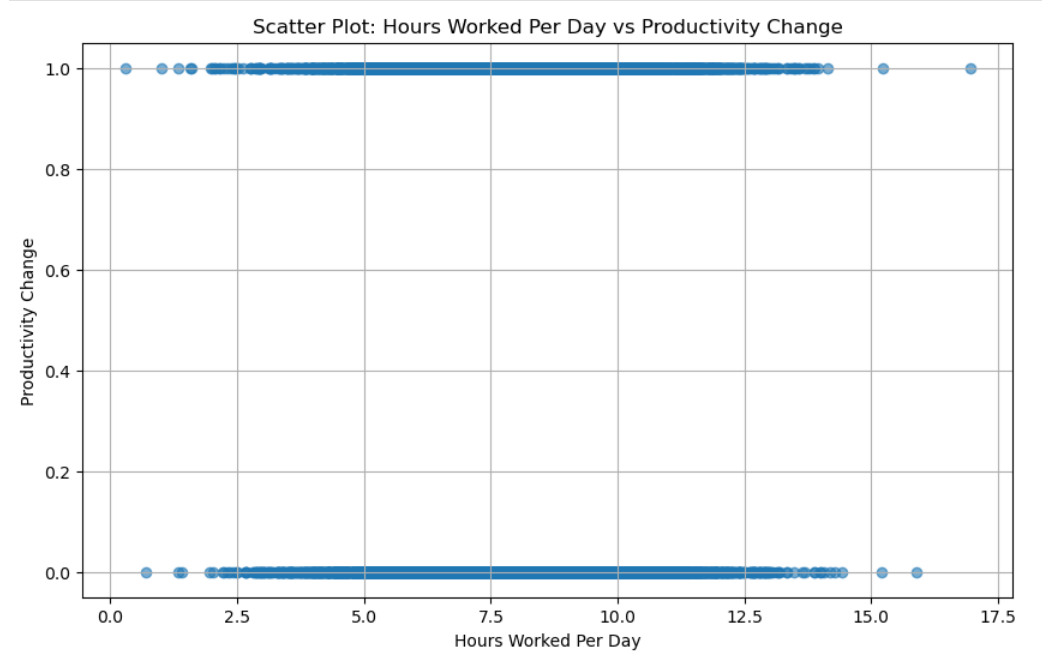 Scatter Plot: Hours Worked Per Day vs Productivity Change
1.0
0.8
0.6
0.4
0.2
0.0
Productivity Change
0.0 2.5 5.0 7.5 10.0 12.5 15.0 17.5
Hours Worked Per Day